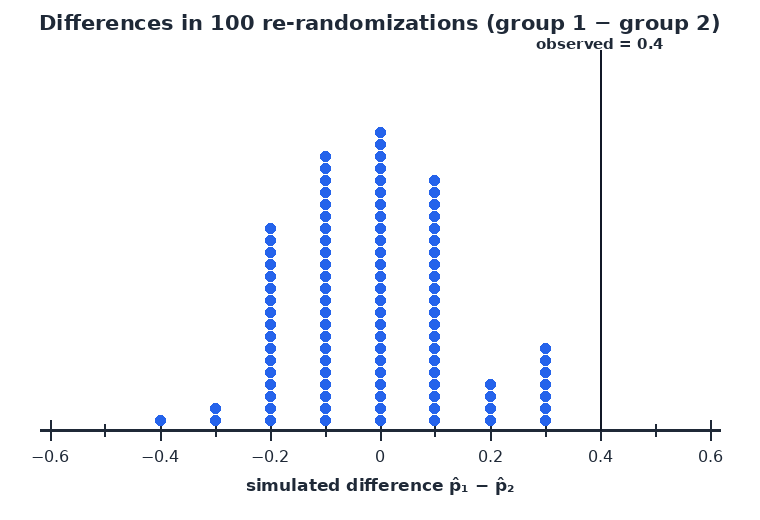 Differences in 100 re-randomizations (group 1 − group 2)
observed = 0.4
−0.6 −0.4 −0.2 0 0.2 0.4 0.6
simulated difference p̂₁ − p̂₂